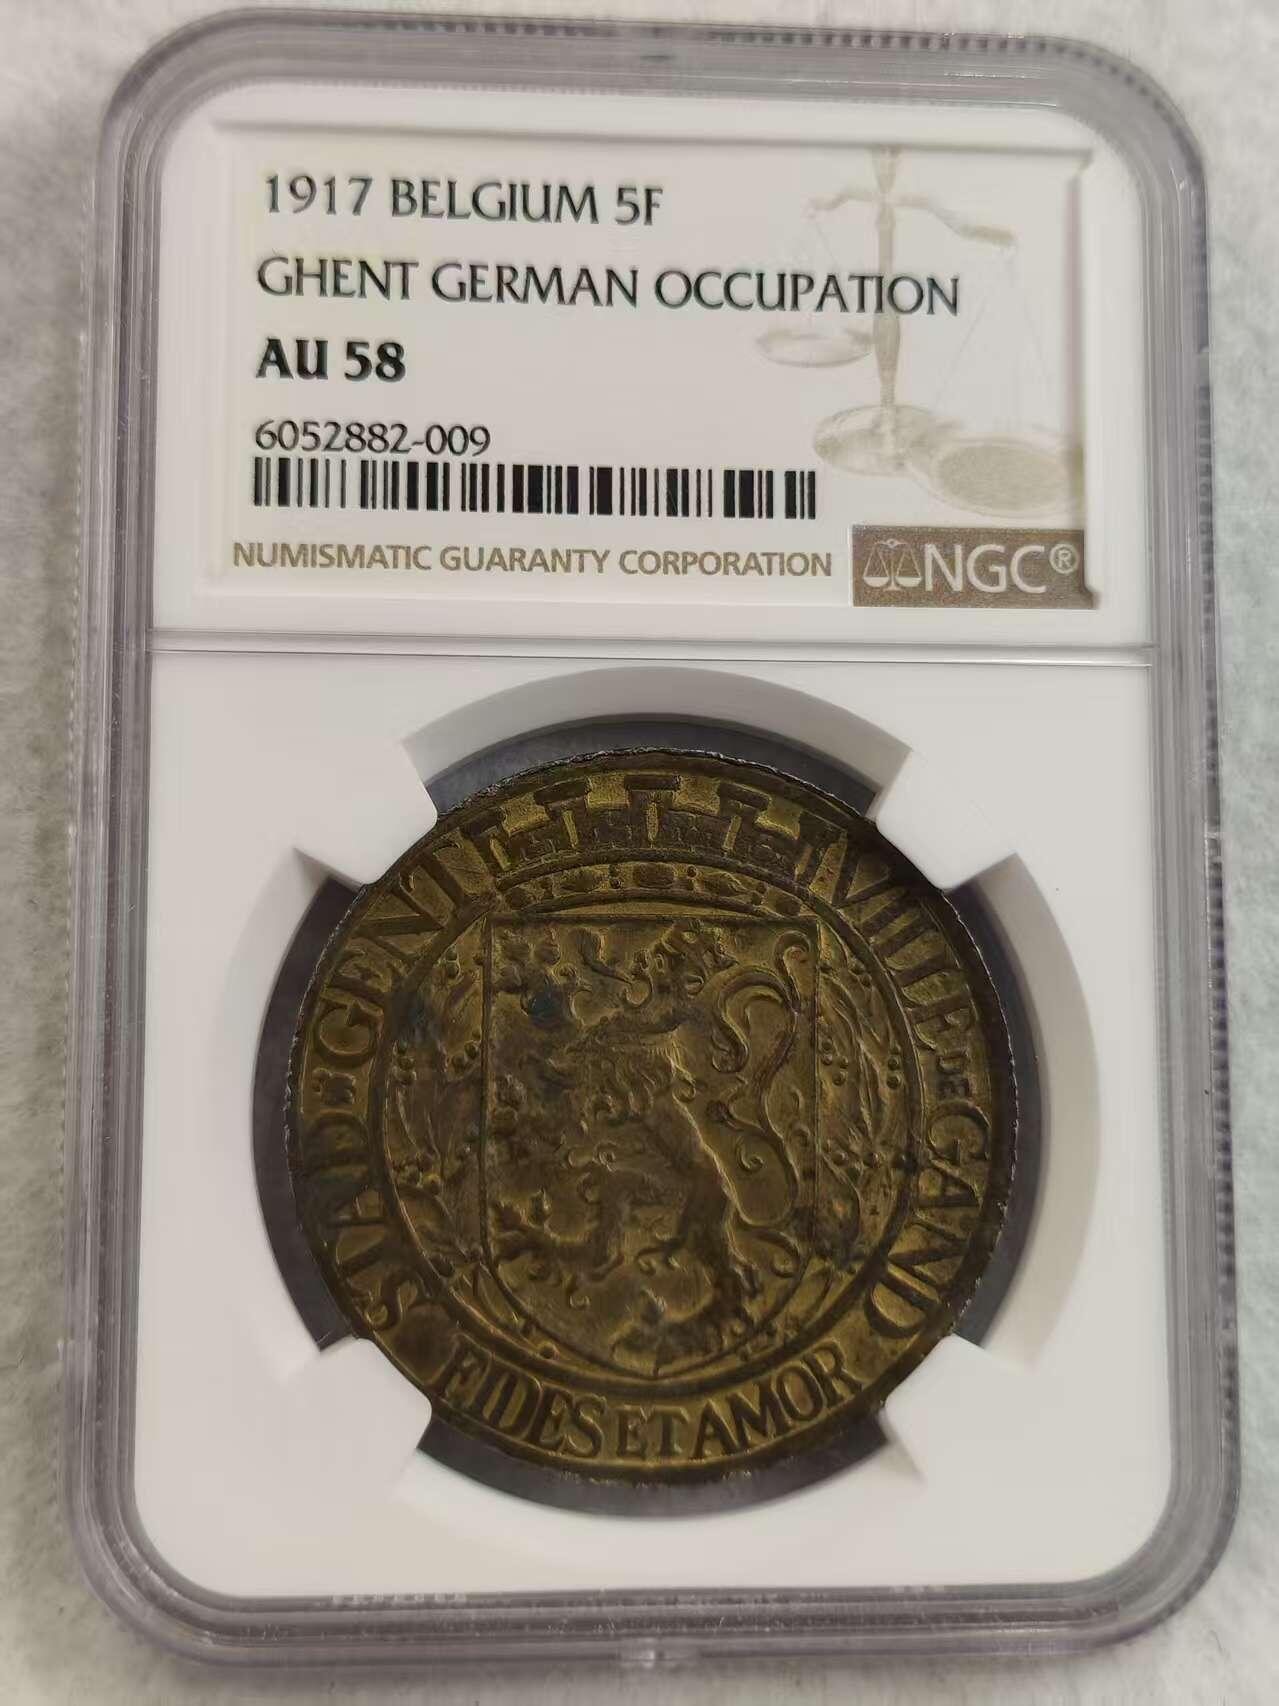 1917 BELGIUM 5F
GHENT GERMAN OCCUPATION
AU 58
6052882-009
NUMISMATIC GUARANTY CORPORATION
NGC®
STAD GENT
VILLE DE GAND
FIDES ET AMOR